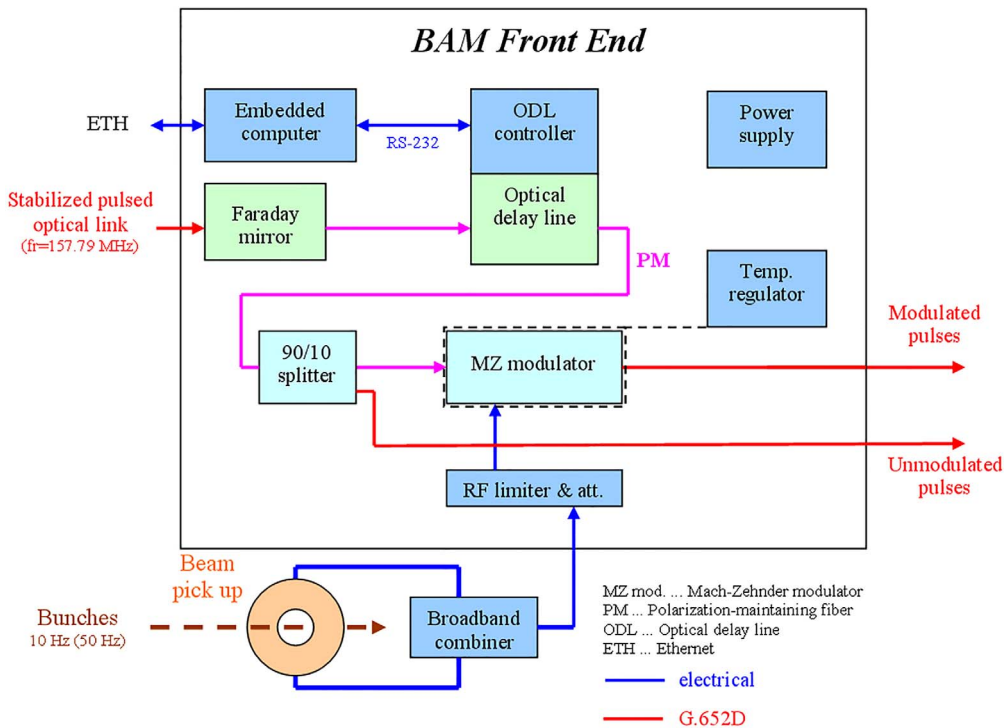 BAM Front End
Embedded
computer
ODL
controller
Power
supply
ETH
RS-232
Stabilized pulsed
optical link
(fr=157.79 MHz)
Faraday
mirror
Optical
delay line
PM
Temp.
regulator
Modulated
pulses
90/10
splitter
MZ modulator
Unmodulated
pulses
RF limiter & att.
Beam
pick up
Bunches
10 Hz (50 Hz)
Broadband
combiner
MZ mod. ... Mach-Zehnder modulator
PM ... Polarization-maintaining fiber
ODL ... Optical delay line
ETH ... Ethernet
electrical
G.652D